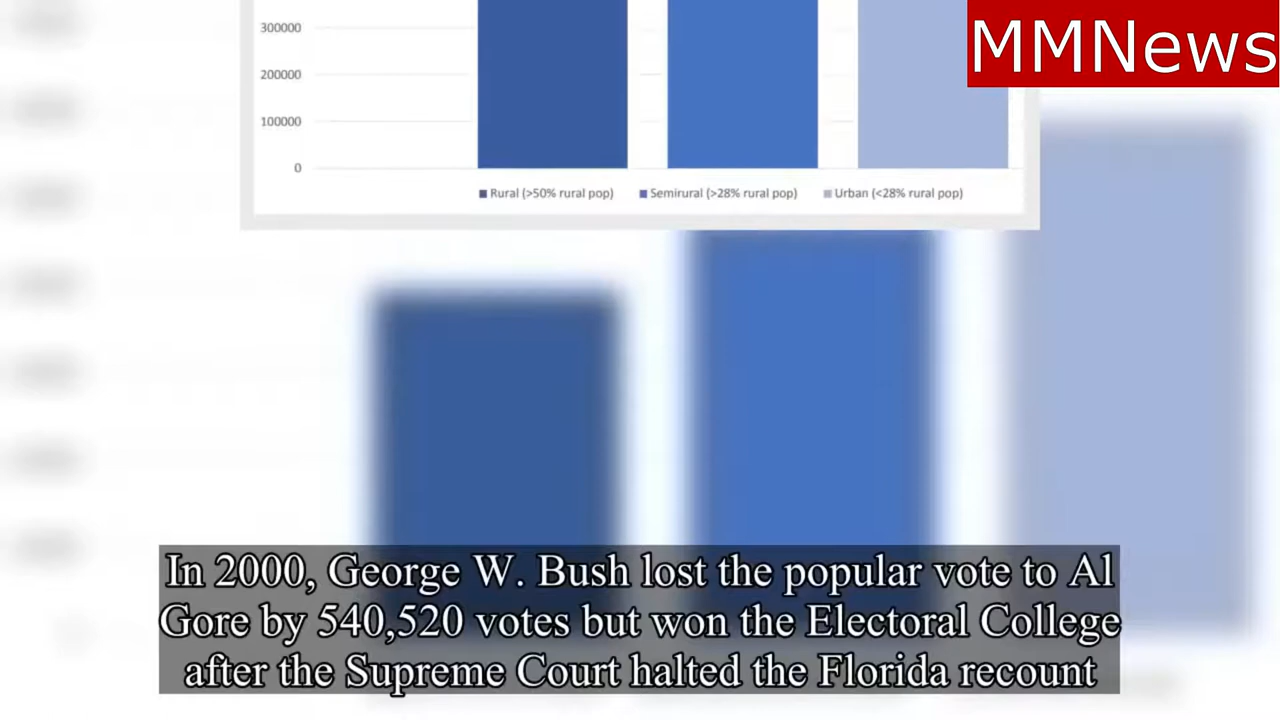 MMNews
300000
200000
100000
0
Rural (>50% rural pop) Semirural (>28% rural pop) Urban (<28% rural pop)
In 2000, George W. Bush lost the popular vote to Al
Gore by 540,520 votes but won the Electoral College
after the Supreme Court halted the Florida recount